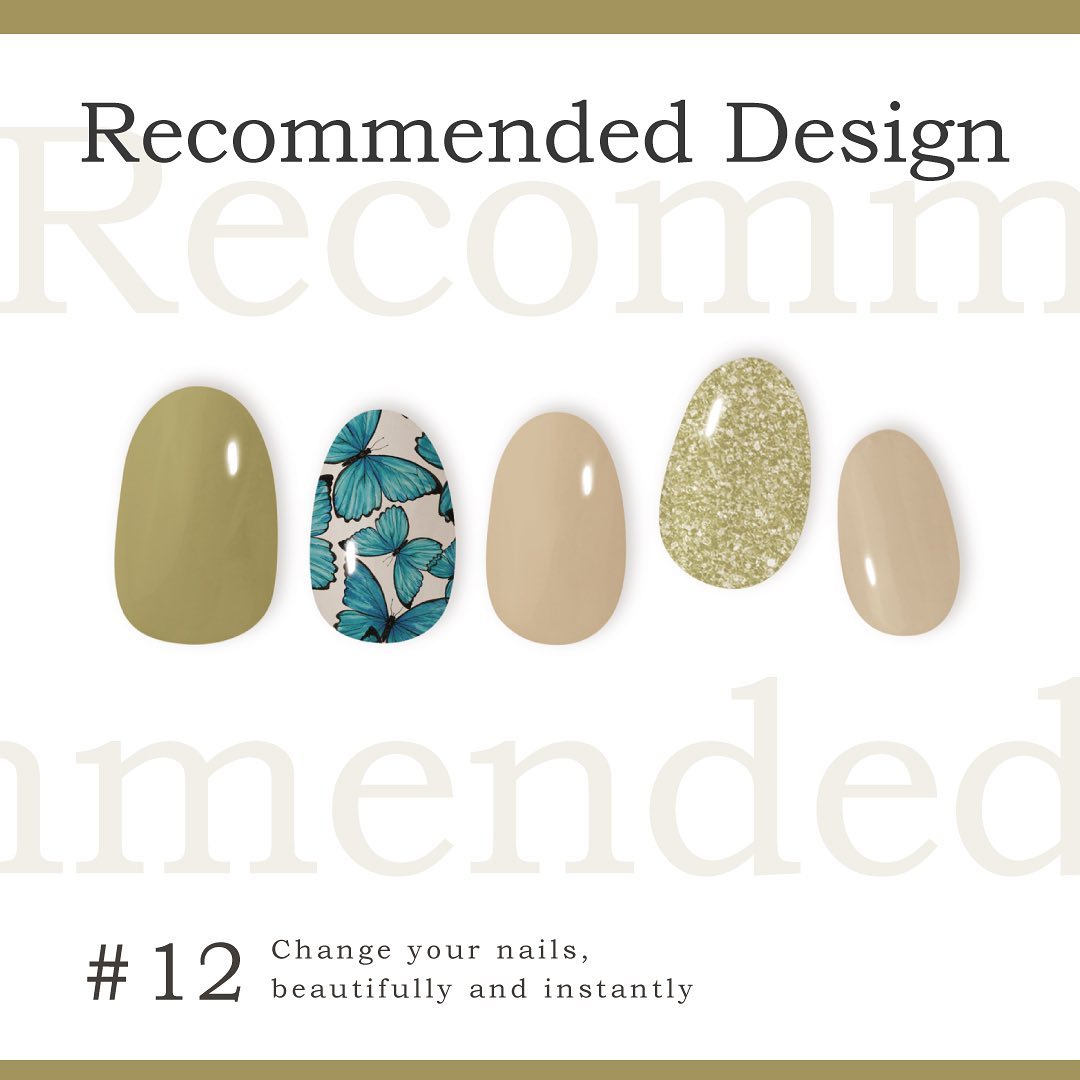 Recommended Design
Recomm
mmended
#12
Change your nails,
beautifully and instantly